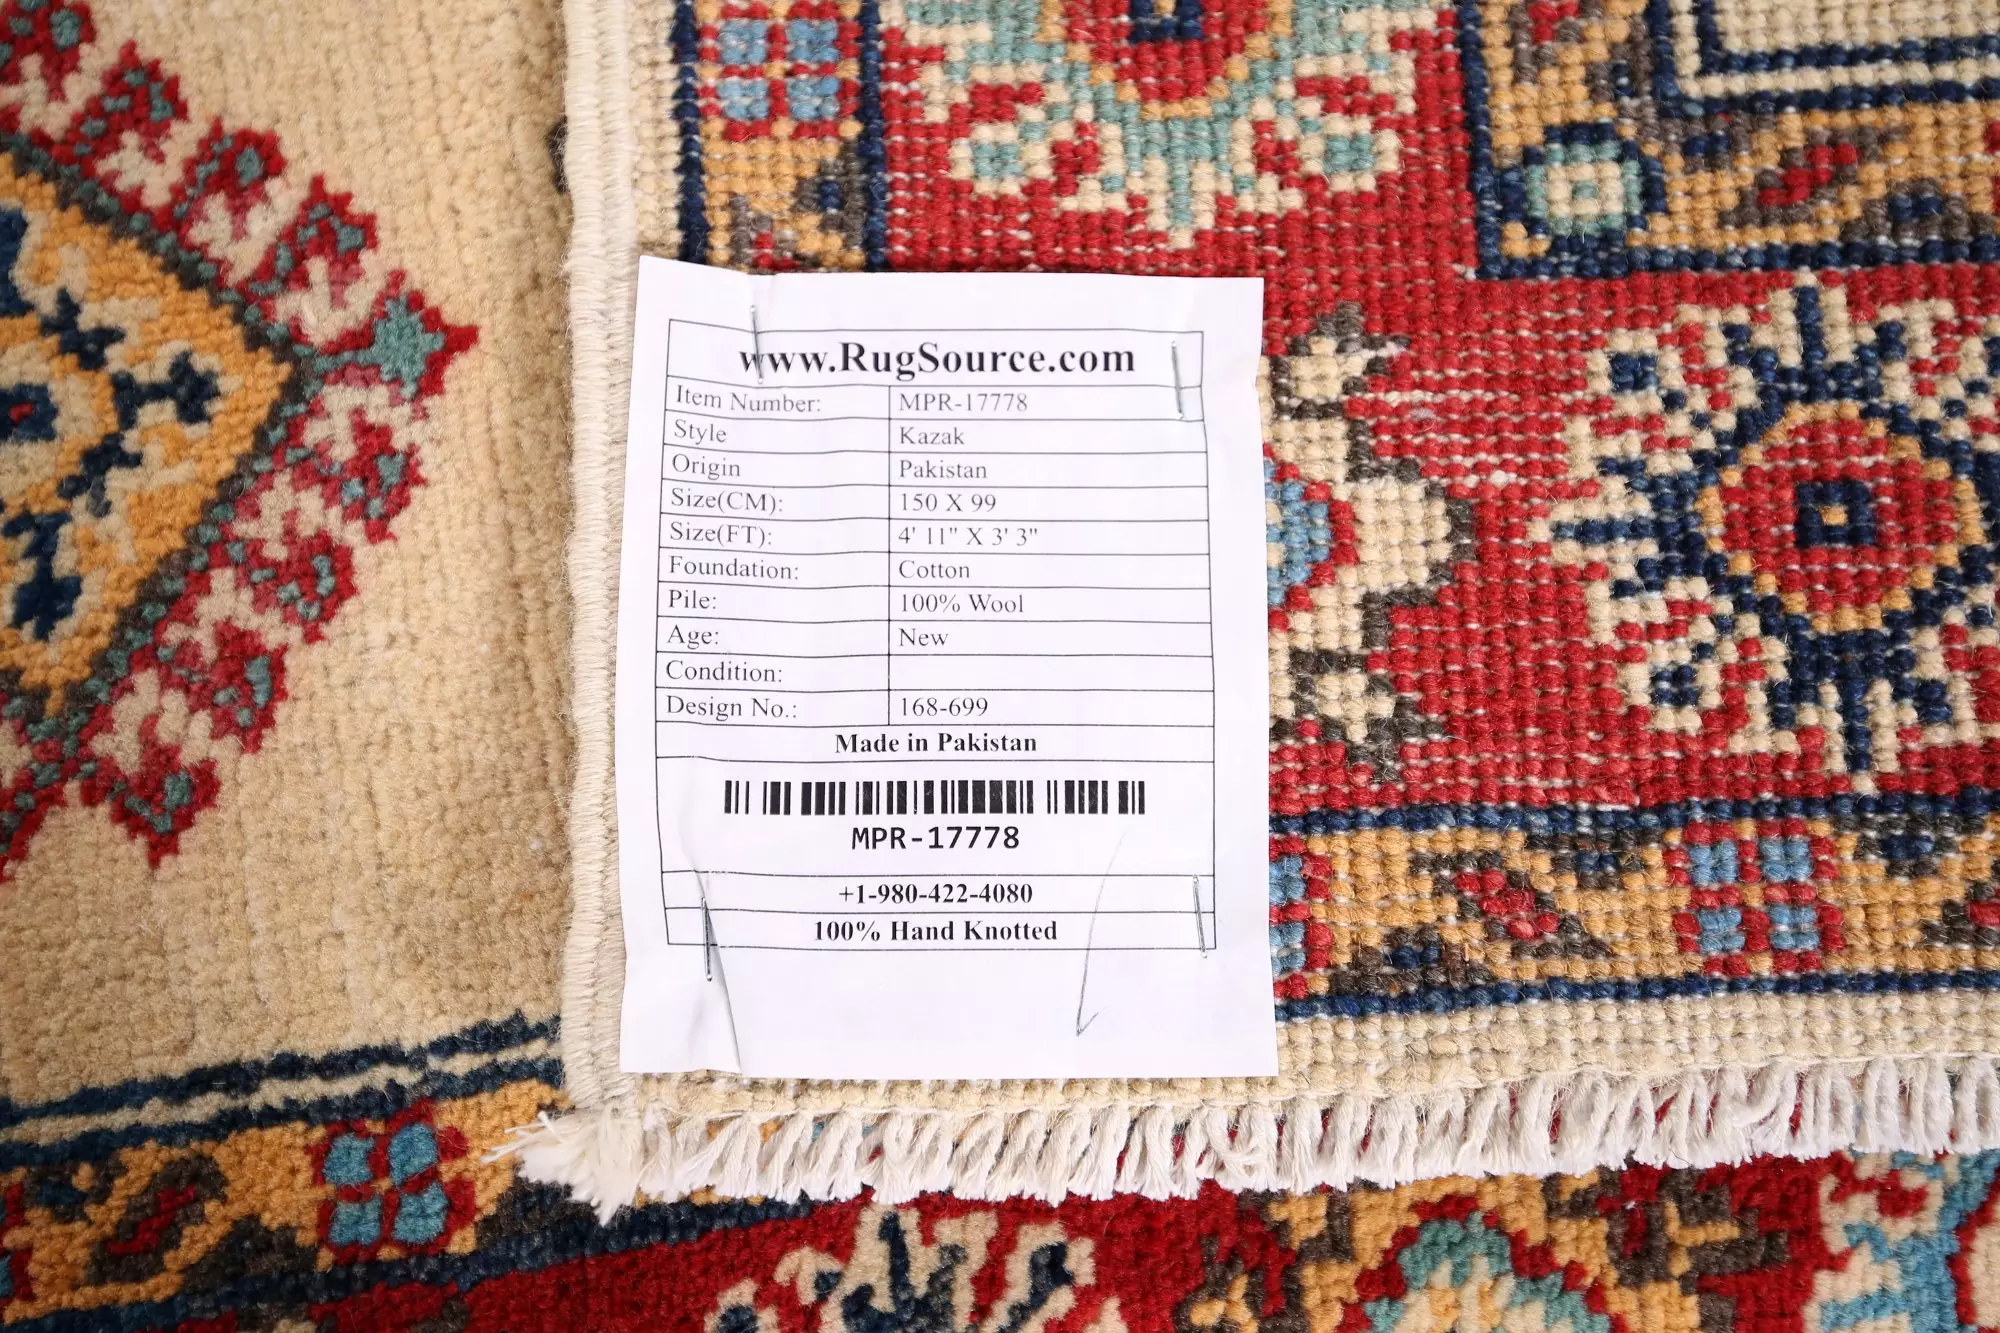 www.RugSource.com
Item Number: MPR-17778
Style Kazak
Origin Pakistan
Size(CM): 150 X 99
Size(FT): 4' 11" X 3' 3"
Foundation: Cotton
Pile: 100% Wool
Age: New
Condition:
Design No.: 168-699
Made in Pakistan
MPR-17778
+1-980-422-4080
100% Hand Knotted